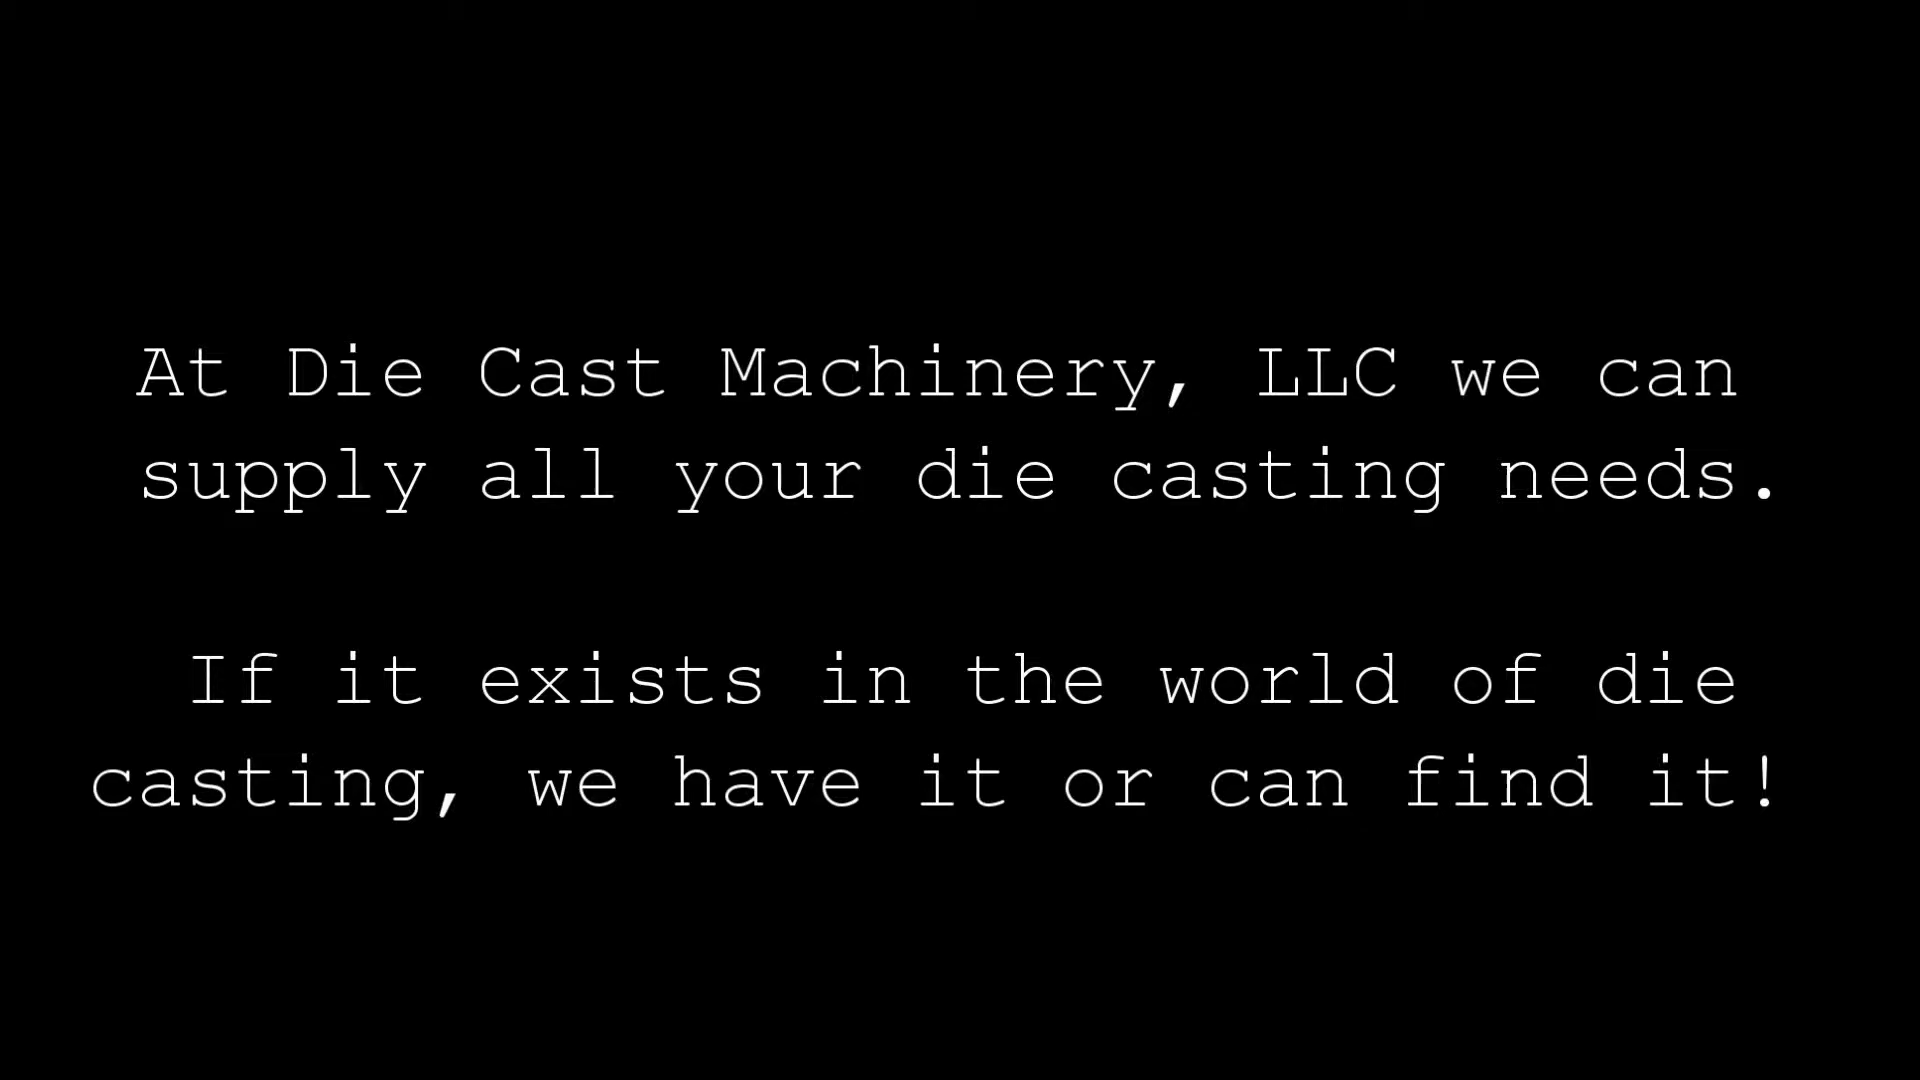 At Die Cast Machinery, LLC we can
supply all your die casting needs.
If it exists in the world of die
casting, we have it or can find it!